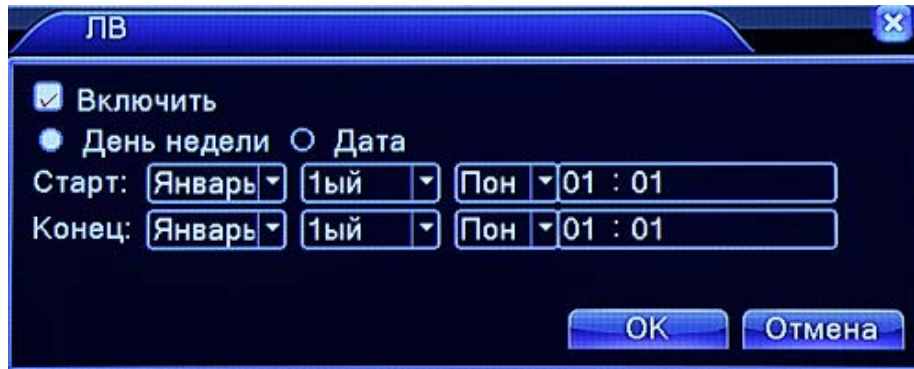 ЛВ
Включить
День недели Дата
Старт: Январь 1ый Пон 01 : 01
Конец: Январь 1ый Пон 01 : 01
OK Отмена